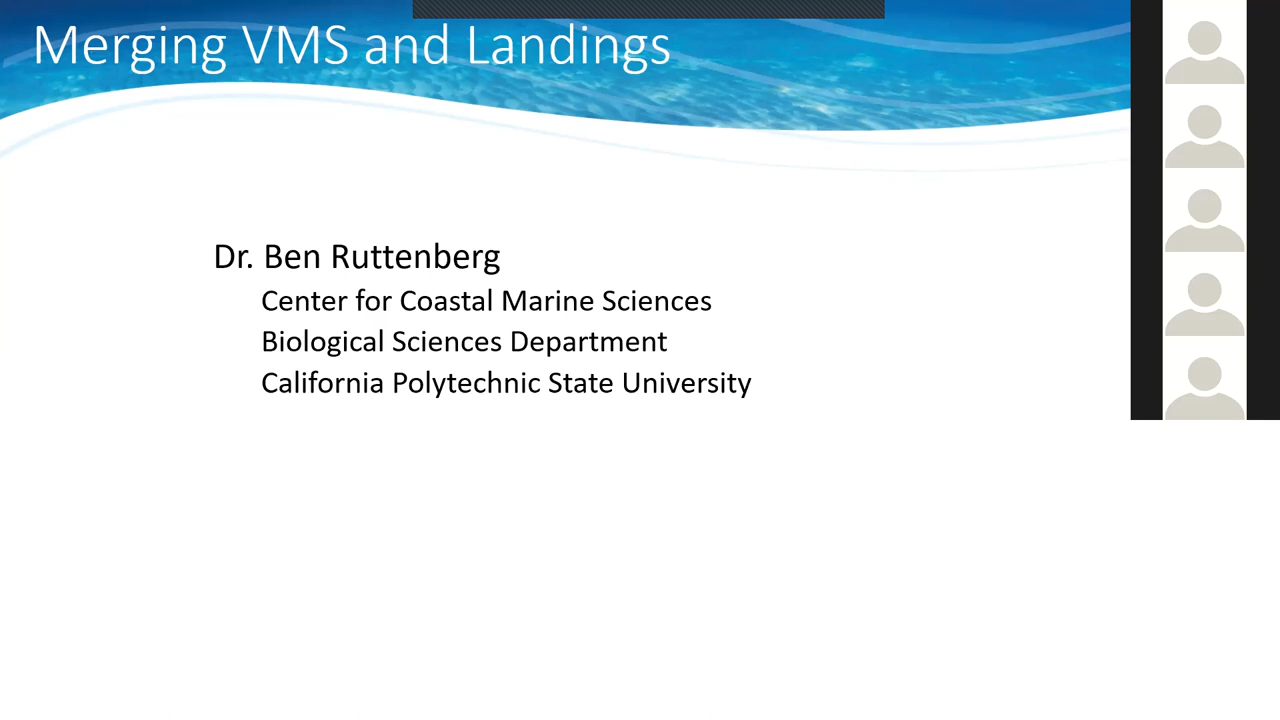 Merging VMS and Landings
Dr. Ben Ruttenberg
Center for Coastal Marine Sciences
Biological Sciences Department
California Polytechnic State University